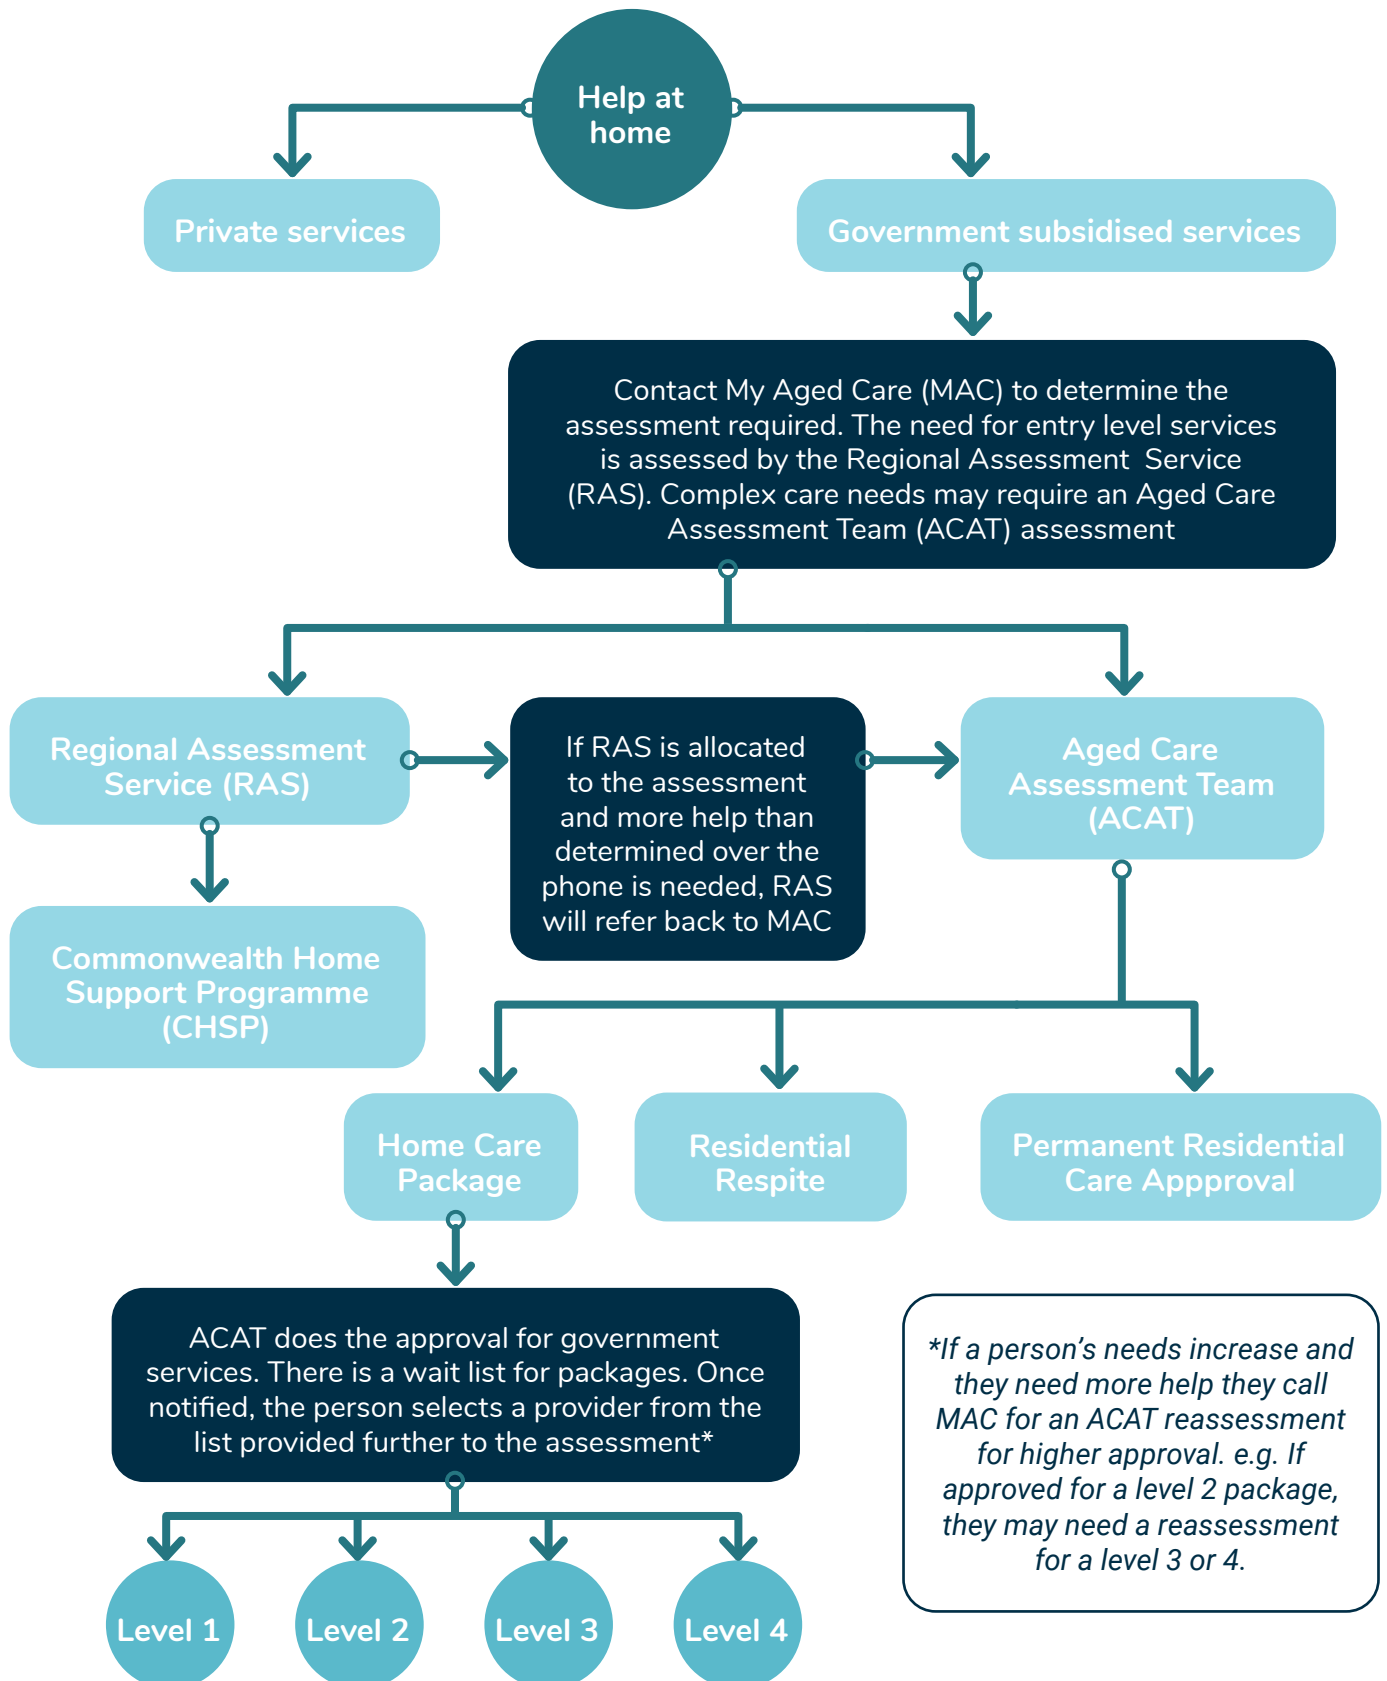 Help at
home
Private services
Government subsidised services
Contact My Aged Care (MAC) to determine the
assessment required. The need for entry level services
is assessed by the Regional Assessment Service
(RAS). Complex care needs may require an Aged Care
Assessment Team (ACAT) assessment
Regional Assessment
Service (RAS)
If RAS is allocated
to the assessment
and more help than
determined over the
phone is needed, RAS
will refer back to MAC
Aged Care
Assessment Team
(ACAT)
Commonwealth Home
Support Programme
(CHSP)
Home Care
Package
Residential
Respite
Permanent Residential
Care Appproval
ACAT does the approval for government
services. There is a wait list for packages. Once
notified, the person selects a provider from the
list provided further to the assessment*
*If a person’s needs increase and
they need more help they call
MAC for an ACAT reassessment
for higher approval. e.g. If
approved for a level 2 package,
they may need a reassessment
for a level 3 or 4.
Level 1
Level 2
Level 3
Level 4